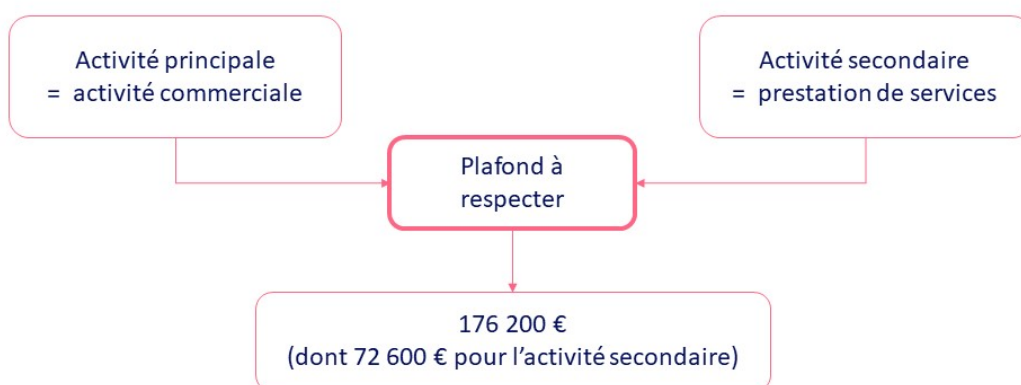 Activité principale
= activité commerciale
Activité secondaire
= prestation de services
Plafond à
respecter
176 200 €
(dont 72 600 € pour l'activité secondaire)